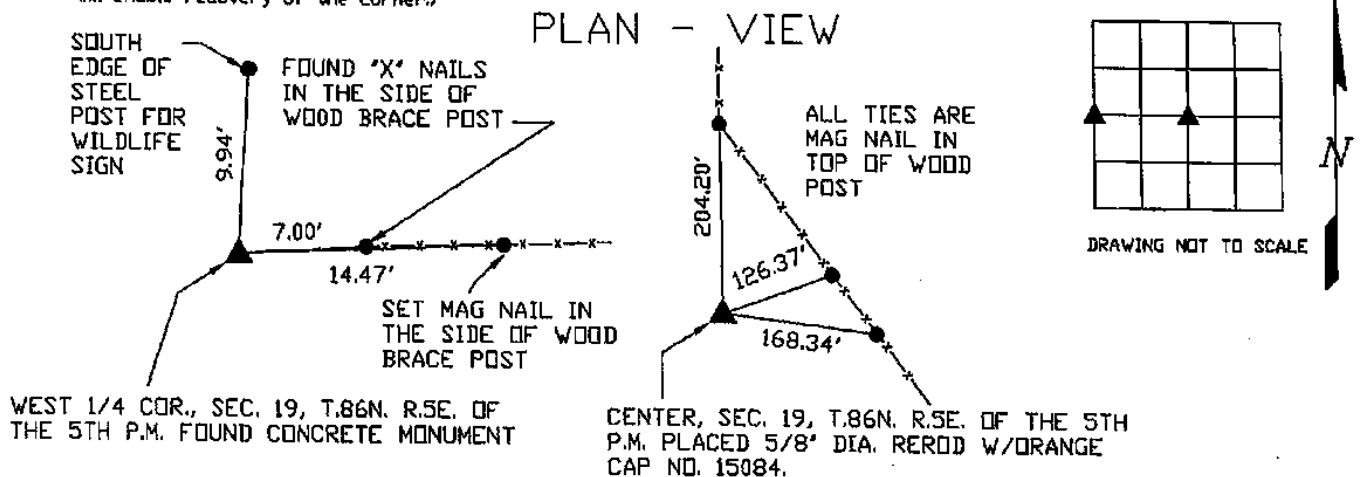 recovery of the corner.)
PLAN - VIEW
SOUTH
EDGE OF
STEEL
POST FOR
WILDLIFE
SIGN
FOUND "X" NAILS
IN THE SIDE OF
WOOD BRACE POST
9.94'
7.00'
14.47'
SET MAG NAIL IN
THE SIDE OF WOOD
BRACE POST
WEST 1/4 COR., SEC. 19, T.86N. R.5E. OF
THE 5TH P.M. FOUND CONCRETE MONUMENT
ALL TIES ARE
MAG NAIL IN
TOP OF WOOD
POST
204.20'
126.37'
168.34'
CENTER, SEC. 19, T.86N. R.5E. OF THE 5TH
P.M. PLACED 5/8" DIA. REROD W/ORANGE
CAP NO. 15084.
DRAWING NOT TO SCALE
N